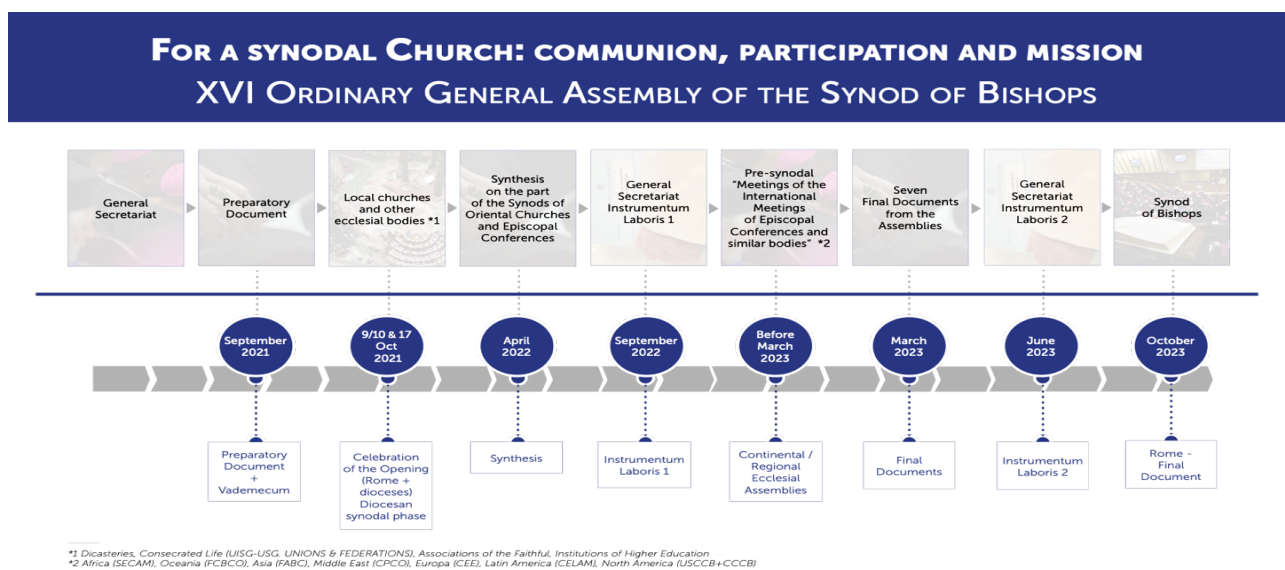 FOR A SYNODAL CHURCH: COMMUNION, PARTICIPATION AND MISSION
XVI ORDINARY GENERAL ASSEMBLY OF THE SYNOD OF BISHOPS
General
Secretariat
Preparatory
Document
Local churches
and other
ecclesial bodies *1
Synthesis
on the part
of the Synods of
Oriental Churches
and Episcopal
Conferences
General
Secretariat
Instrumentum
Laboris 1
Pre-synodal
“Meetings of the
International
Meetings
of Episcopal
Conferences and
similar bodies” *2
Seven
Final Documents
from the
Assemblies
General
Secretariat
Instrumentum
Laboris 2
Synod
of Bishops
September
2021
9/10 & 17
Oct
2021
April
2022
September
2022
Before
March
2023
March
2023
June
2023
October
2023
Preparatory
Document
+
Vademecum
Celebration
of the Opening
(Rome +
dioceses)
Diocesan
synodal phase
Synthesis
Instrumentum
Laboris 1
Continental /
Regional
Ecclesial
Assemblies
Final
Documents
Instrumentum
Laboris 2
Rome -
Final
Document
*1 Dicasteries, Consecrated Life (UISG-USG. UNIONS & FEDERATIONS), Associations of the Faithful, Institutions of Higher Education
*2 Africa (SECAM), Oceania (FCBCO), Asia (FABC), Middle East (CPCO), Europa (CEE), Latin America (CELAM), North America (USCCB+CCCB)